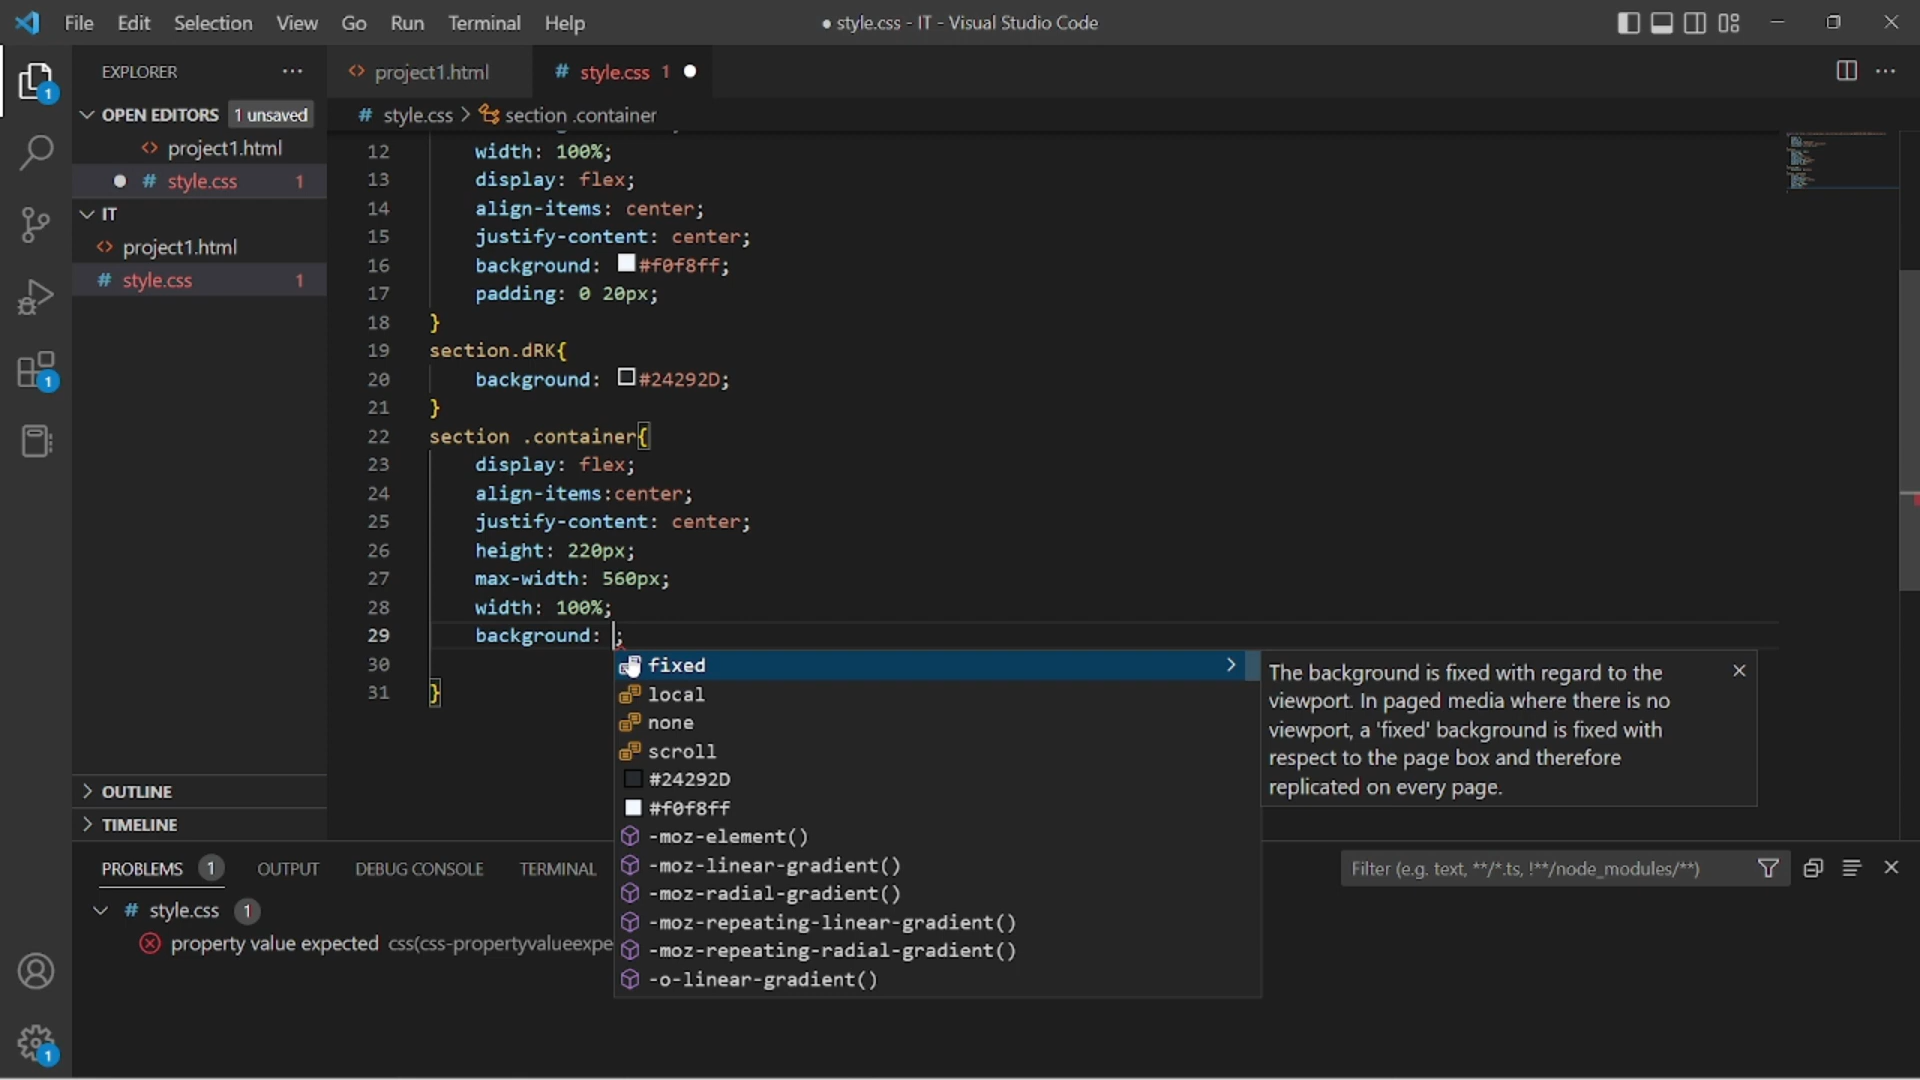 File Edit Selection View Go Run Terminal Help ● style.css - IT - Visual Studio Code
EXPLORER ··· <> project1.html # style.css 1 ●
OPEN EDITORS 1 unsaved # style.css > section .container
<> project1.html
● # style.css 1
IT
<> project1.html
# style.css 1
OUTLINE
TIMELINE
12 width: 100%;
13 display: flex;
14 align-items: center;
15 justify-content: center;
16 background: #f0f8ff;
17 padding: 0 20px;
18 }
19 section.dRK{
20 background: #24292D;
21 }
22 section .container{
23 display: flex;
24 align-items:center;
25 justify-content: center;
26 height: 220px;
27 max-width: 560px;
28 width: 100%;
29 background: ;
30
31 }
fixed
local
none
scroll
#24292D
#f0f8ff
-moz-element()
-moz-linear-gradient()
-moz-radial-gradient()
-moz-repeating-linear-gradient()
-moz-repeating-radial-gradient()
-o-linear-gradient()
The background is fixed with regard to the
viewport. In paged media where there is no
viewport, a 'fixed' background is fixed with
respect to the page box and therefore
replicated on every page.
PROBLEMS 1 OUTPUT DEBUG CONSOLE TERMINAL Filter (e.g. text, **/*.ts, !**/node_modules/**)
# style.css 1
property value expected css(css-propertyvalueexpe
1
1
1